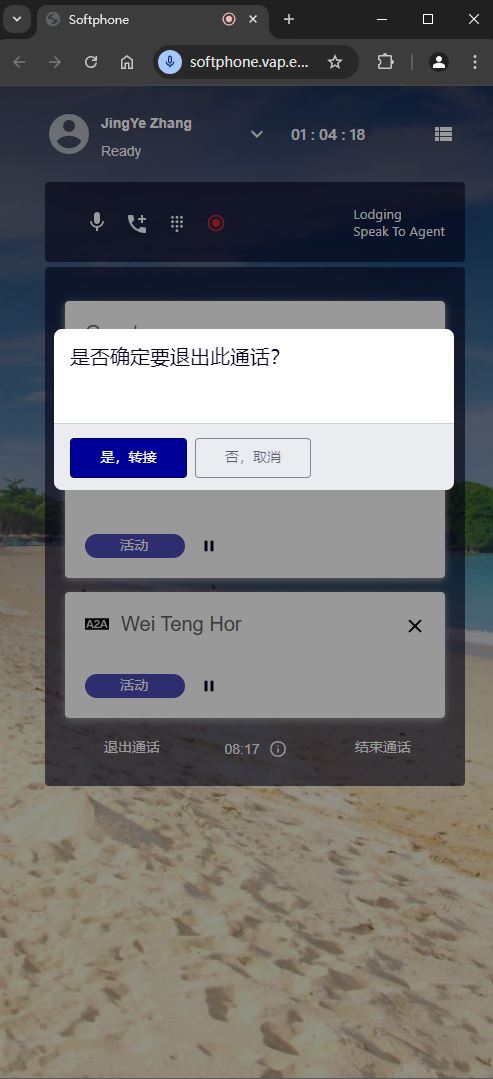 Softphone
softphone.vap.e...
JingYe Zhang
Ready
01 : 04 : 18
Lodging
Speak To Agent
是否确定要退出此通话?
是，转接
否，取消
活动
A2A Wei Teng Hor
活动
退出通话
08:17
结束通话